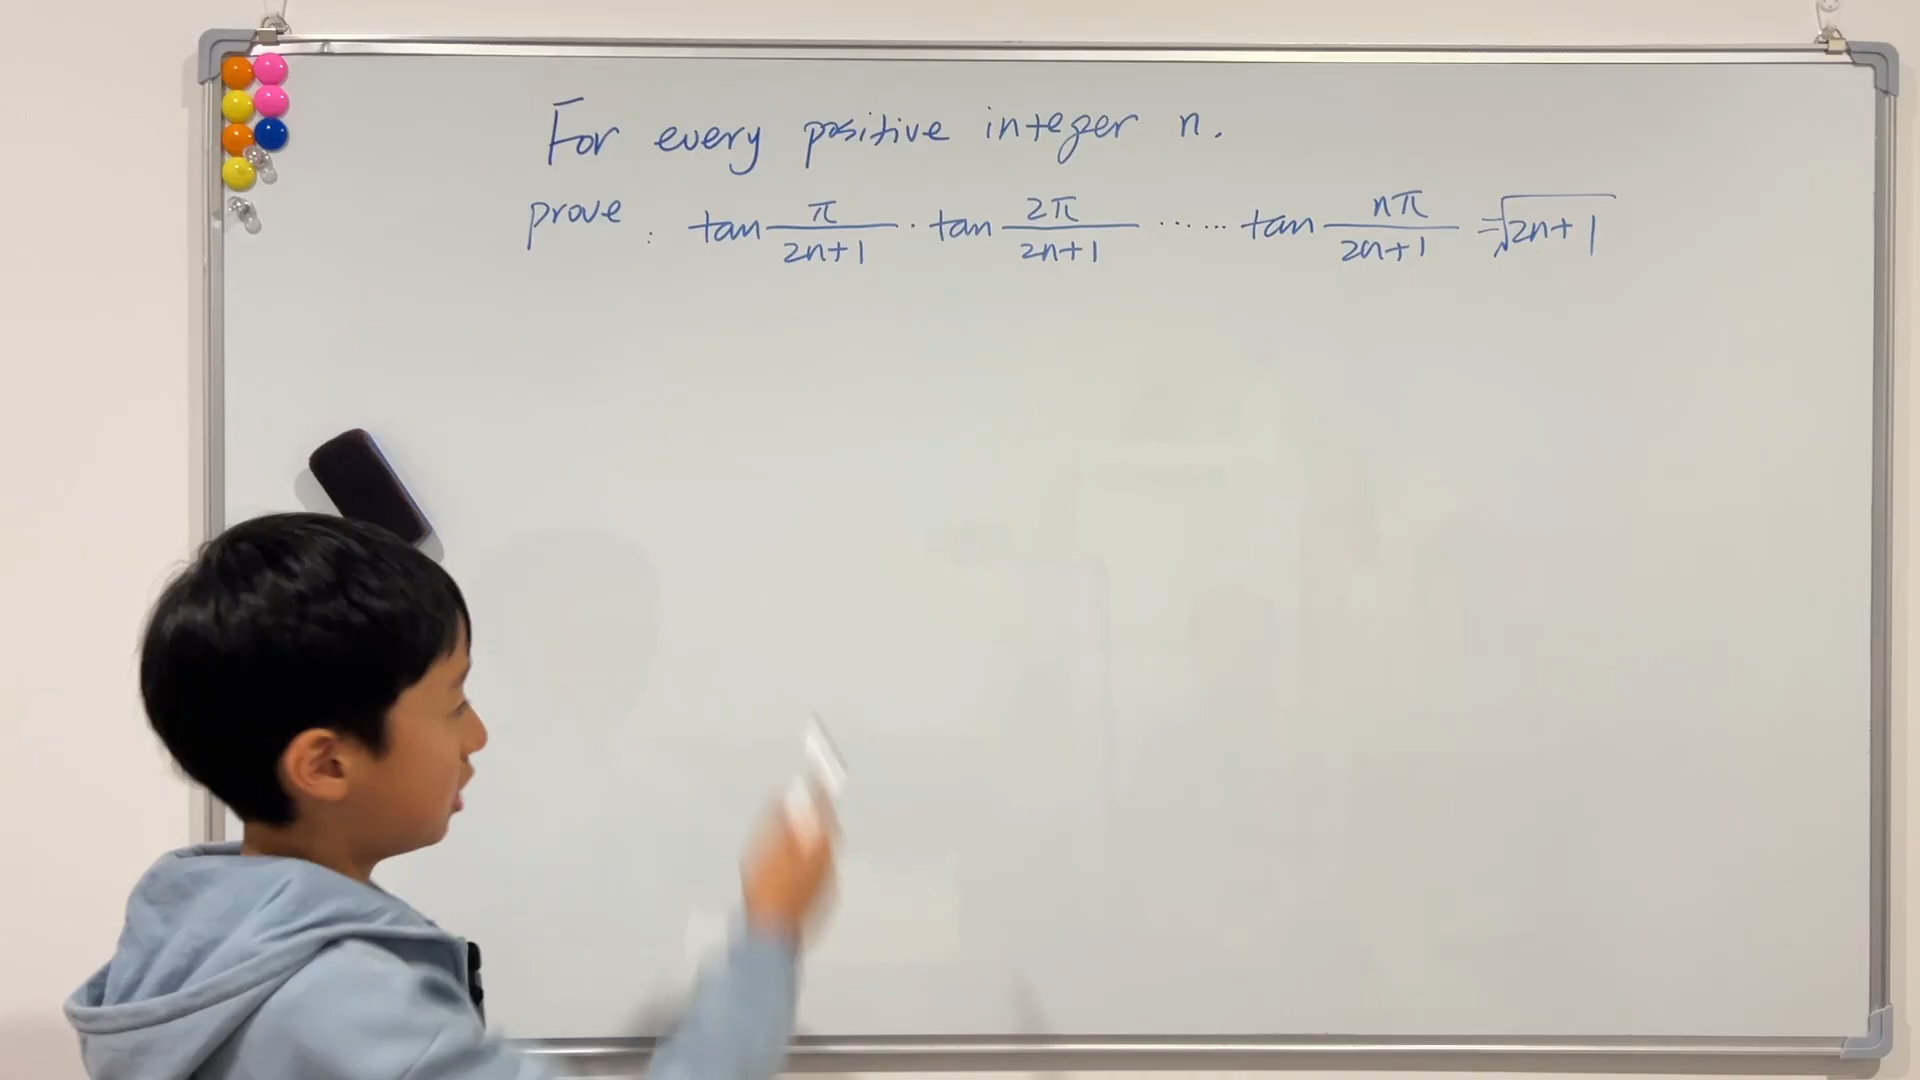 For every positive integer n.
prove : tan π/2n+1 · tan 2π/2n+1 ······ tan nπ/2n+1 = √2n+1